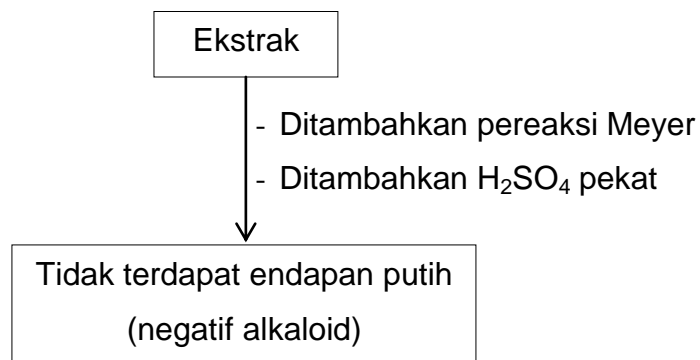 Ekstrak
- Ditambahkan pereaksi Meyer
- Ditambahkan H₂SO₄ pekat
Tidak terdapat endapan putih
(negatif alkaloid)